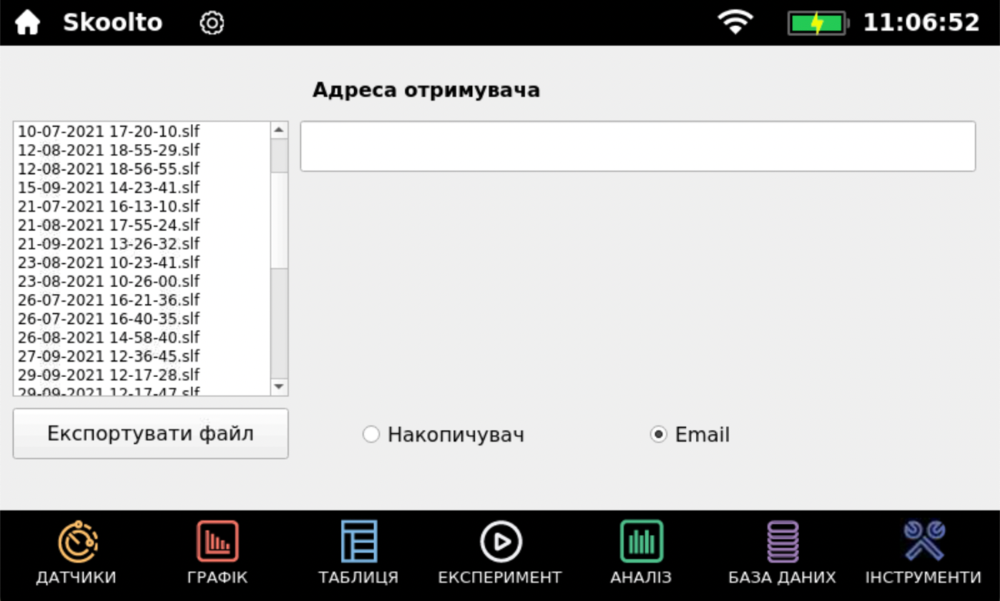 Skoolto
11:06:52
Адреса отримувача
10-07-2021 17-20-10.slf
12-08-2021 18-55-29.slf
12-08-2021 18-56-55.slf
15-09-2021 14-23-41.slf
21-07-2021 16-13-10.slf
21-08-2021 17-55-24.slf
21-09-2021 13-26-32.slf
23-08-2021 10-23-41.slf
23-08-2021 10-26-00.slf
26-07-2021 16-21-36.slf
26-07-2021 16-40-35.slf
26-08-2021 14-58-40.slf
27-09-2021 12-36-45.slf
29-09-2021 12-17-28.slf
29-09-2021 12-17-47.slf
Експортувати файл
Накопичувач
Email
ДАТЧИКИ
ГРАФІК
ТАБЛИЦЯ
ЕКСПЕРИМЕНТ
АНАЛІЗ
БАЗА ДАНИХ
ІНСТРУМЕНТИ